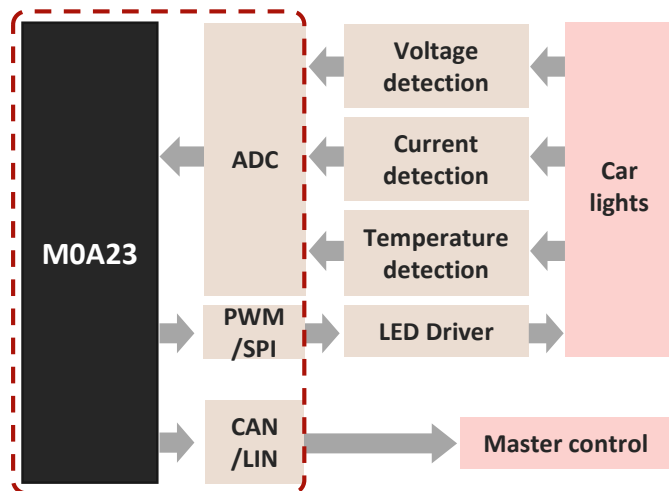 M0A23
ADC
Voltage
detection
Current
detection
Temperature
detection
Car
lights
PWM
/SPI
LED Driver
CAN
/LIN
Master control